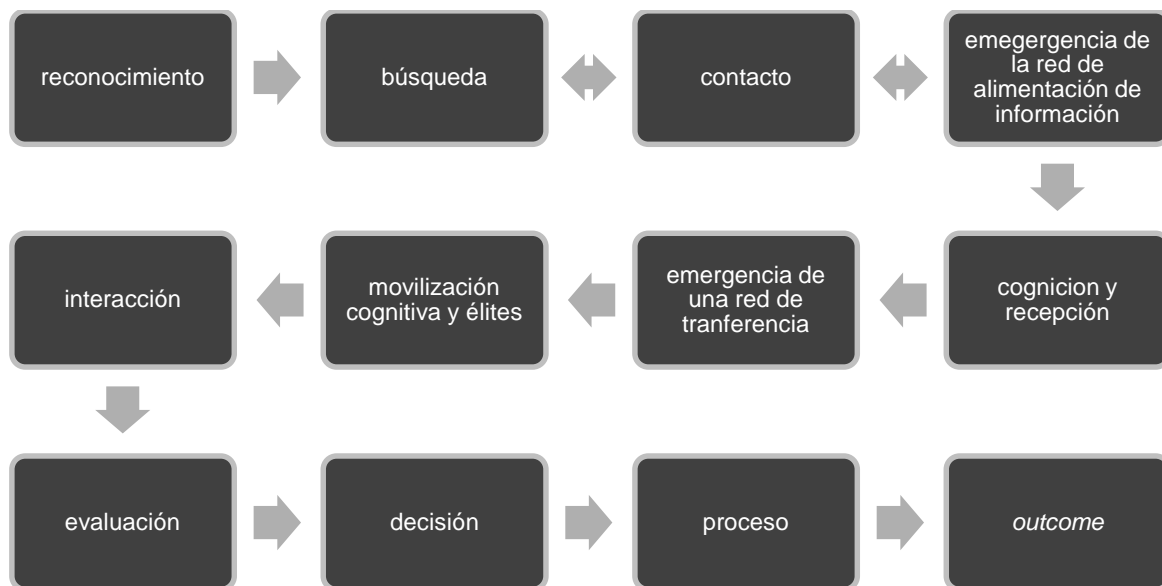 reconocimiento
búsqueda
contacto
emegergencia de
la red de
alimentación de
información
cognicion y
recepción
emergencia de
una red de
tranferencia
movilización
cognitiva y élites
interacción
evaluación
decisión
proceso
outcome